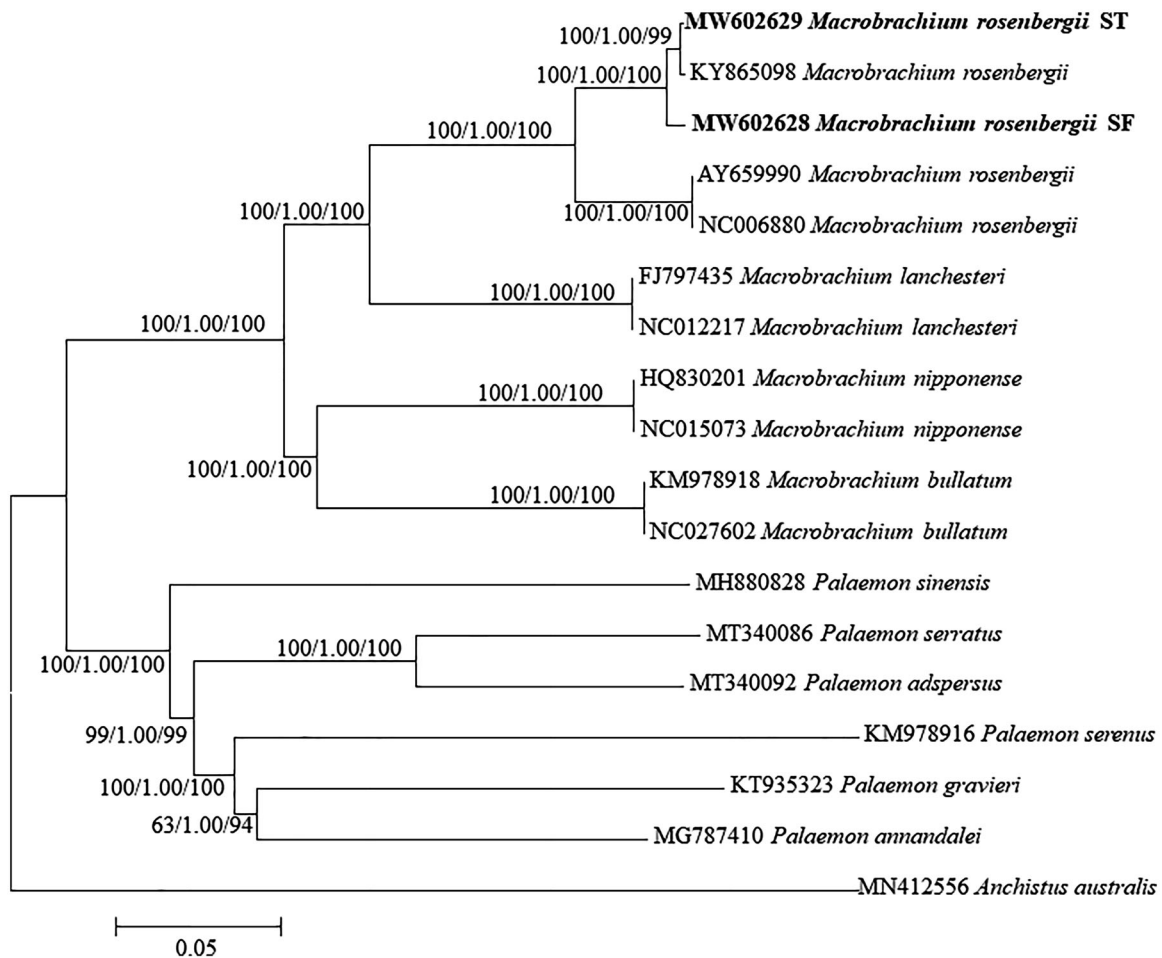 MW602629 Macrobrachium rosenbergii ST
100/1.00/99
KY865098 Macrobrachium rosenbergii
100/1.00/100
MW602628 Macrobrachium rosenbergii SF
100/1.00/100
AY659990 Macrobrachium rosenbergii
100/1.00/100
NC006880 Macrobrachium rosenbergii
100/1.00/100
FJ797435 Macrobrachium lanchesteri
100/1.00/100
NC012217 Macrobrachium lanchesteri
100/1.00/100
HQ830201 Macrobrachium nipponense
100/1.00/100
NC015073 Macrobrachium nipponense
100/1.00/100
KM978918 Macrobrachium bullatum
100/1.00/100
NC027602 Macrobrachium bullatum
MH880828 Palaemon sinensis
MT340086 Palaemon serratus
100/1.00/100
100/1.00/100
MT340092 Palaemon adspersus
99/1.00/99
KM978916 Palaemon serenus
100/1.00/100
KT935323 Palaemon gravieri
63/1.00/94
MG787410 Palaemon annandalei
MN412556 Anchistus australis
0.05